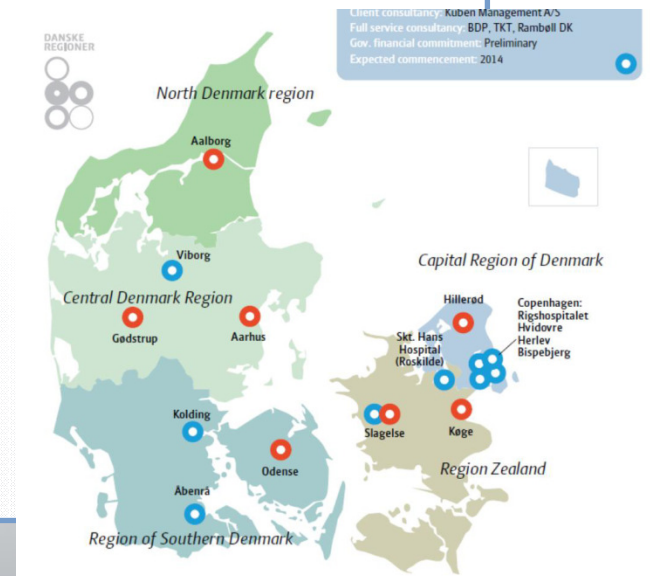 Client consultancy: Kuben Management A/S
Full service consultancy: BDP, TKT, Rambøll DK
Gov. financial commitment: Preliminary
Expected commencement: 2014
DANSKE
REGIONER
North Denmark region
Aalborg
Viborg
Central Denmark Region
Gødstrup
Aarhus
Capital Region of Denmark
Hillerød
Copenhagen:
Rigshospitalet
Hvidovre
Herlev
Bispebjerg
Skt. Hans
Hospital
(Roskilde)
Kolding
Slagelse
Køge
Odense
Region Zealand
Åbenrå
Region of Southern Denmark